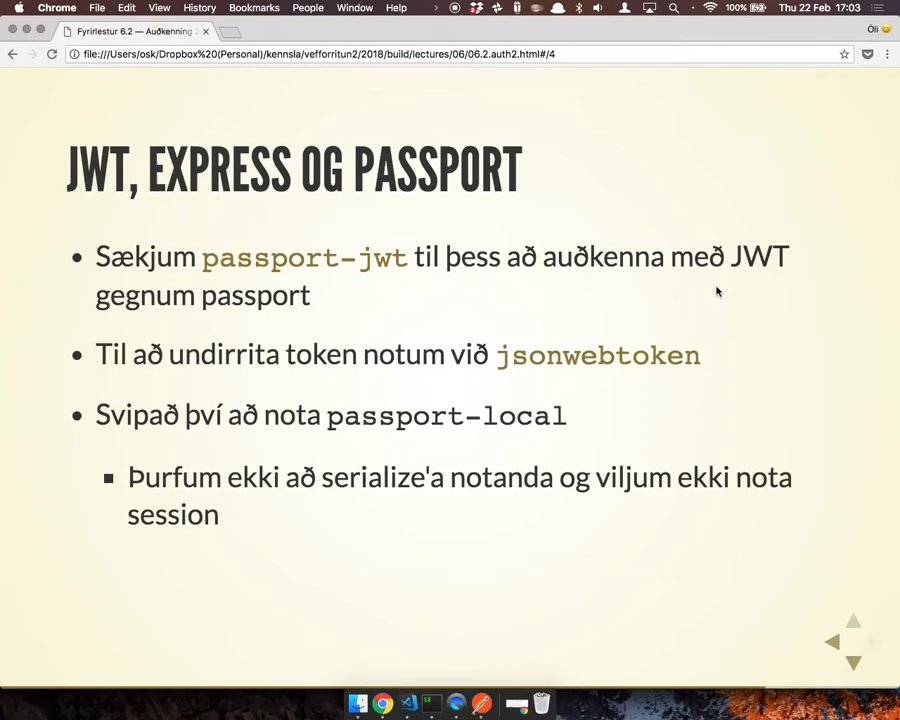 Chrome File Edit View History Bookmarks People Window Help 100% Thu 22 Feb 17:03
Fyrirlestur 6.2 — Auðkenning 2 Óli
file:///Users/osk/Dropbox%20(Personal)/kennsla/vefforritun2/2018/build/lectures/06/06.2.auth2.html#/4
JWT, EXPRESS OG PASSPORT
• Sækjum passport-jwt til þess að auðkenna með JWT
gegnum passport
• Til að undirrita token notum við jsonwebtoken
• Svipað því að nota passport-local
▪ Þurfum ekki að serialize'a notanda og viljum ekki nota
session